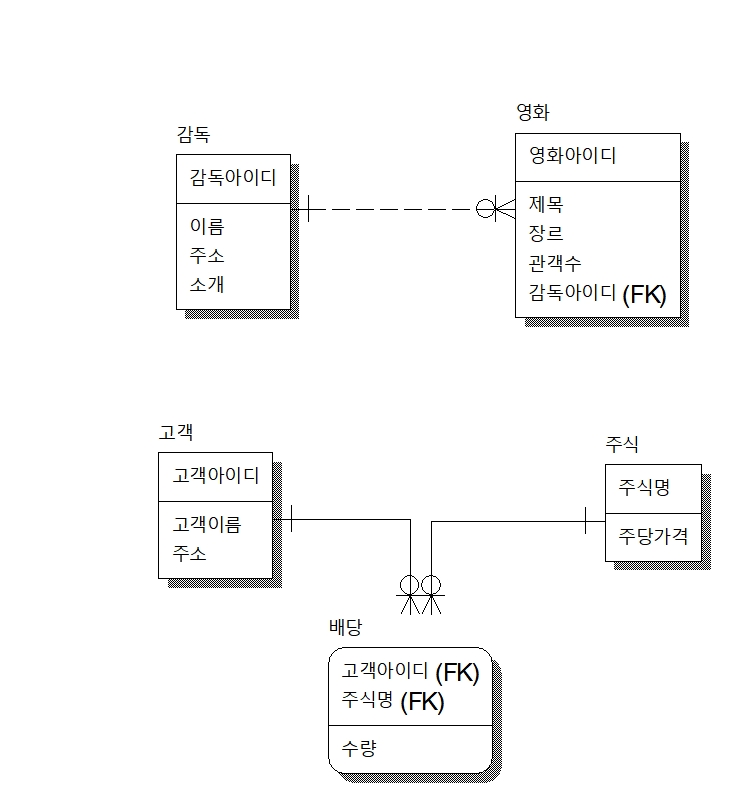 감독
감독아이디
이름
주소
소개
영화
영화아이디
제목
장르
관객수
감독아이디 (FK)
고객
고객아이디
고객이름
주소
주식
주식명
주당가격
배당
고객아이디 (FK)
주식명 (FK)
수량